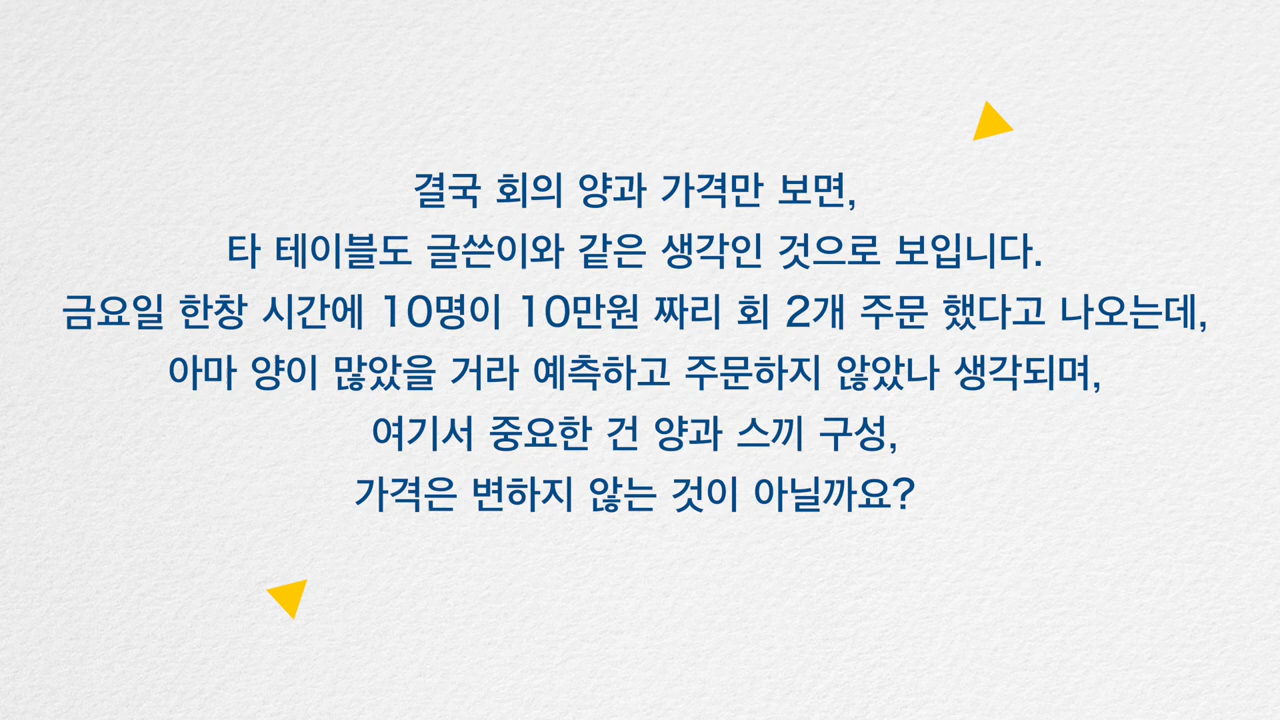 결국 회의 양과 가격만 보면,
타 테이블도 글쓴이와 같은 생각인 것으로 보입니다.
금요일 한창 시간에 10명이 10만원 짜리 회 2개 주문 했다고 나오는데,
아마 양이 많았을 거라 예측하고 주문하지 않았나 생각되며,
여기서 중요한 건 양과 스끼 구성,
가격은 변하지 않는 것이 아닐까요?